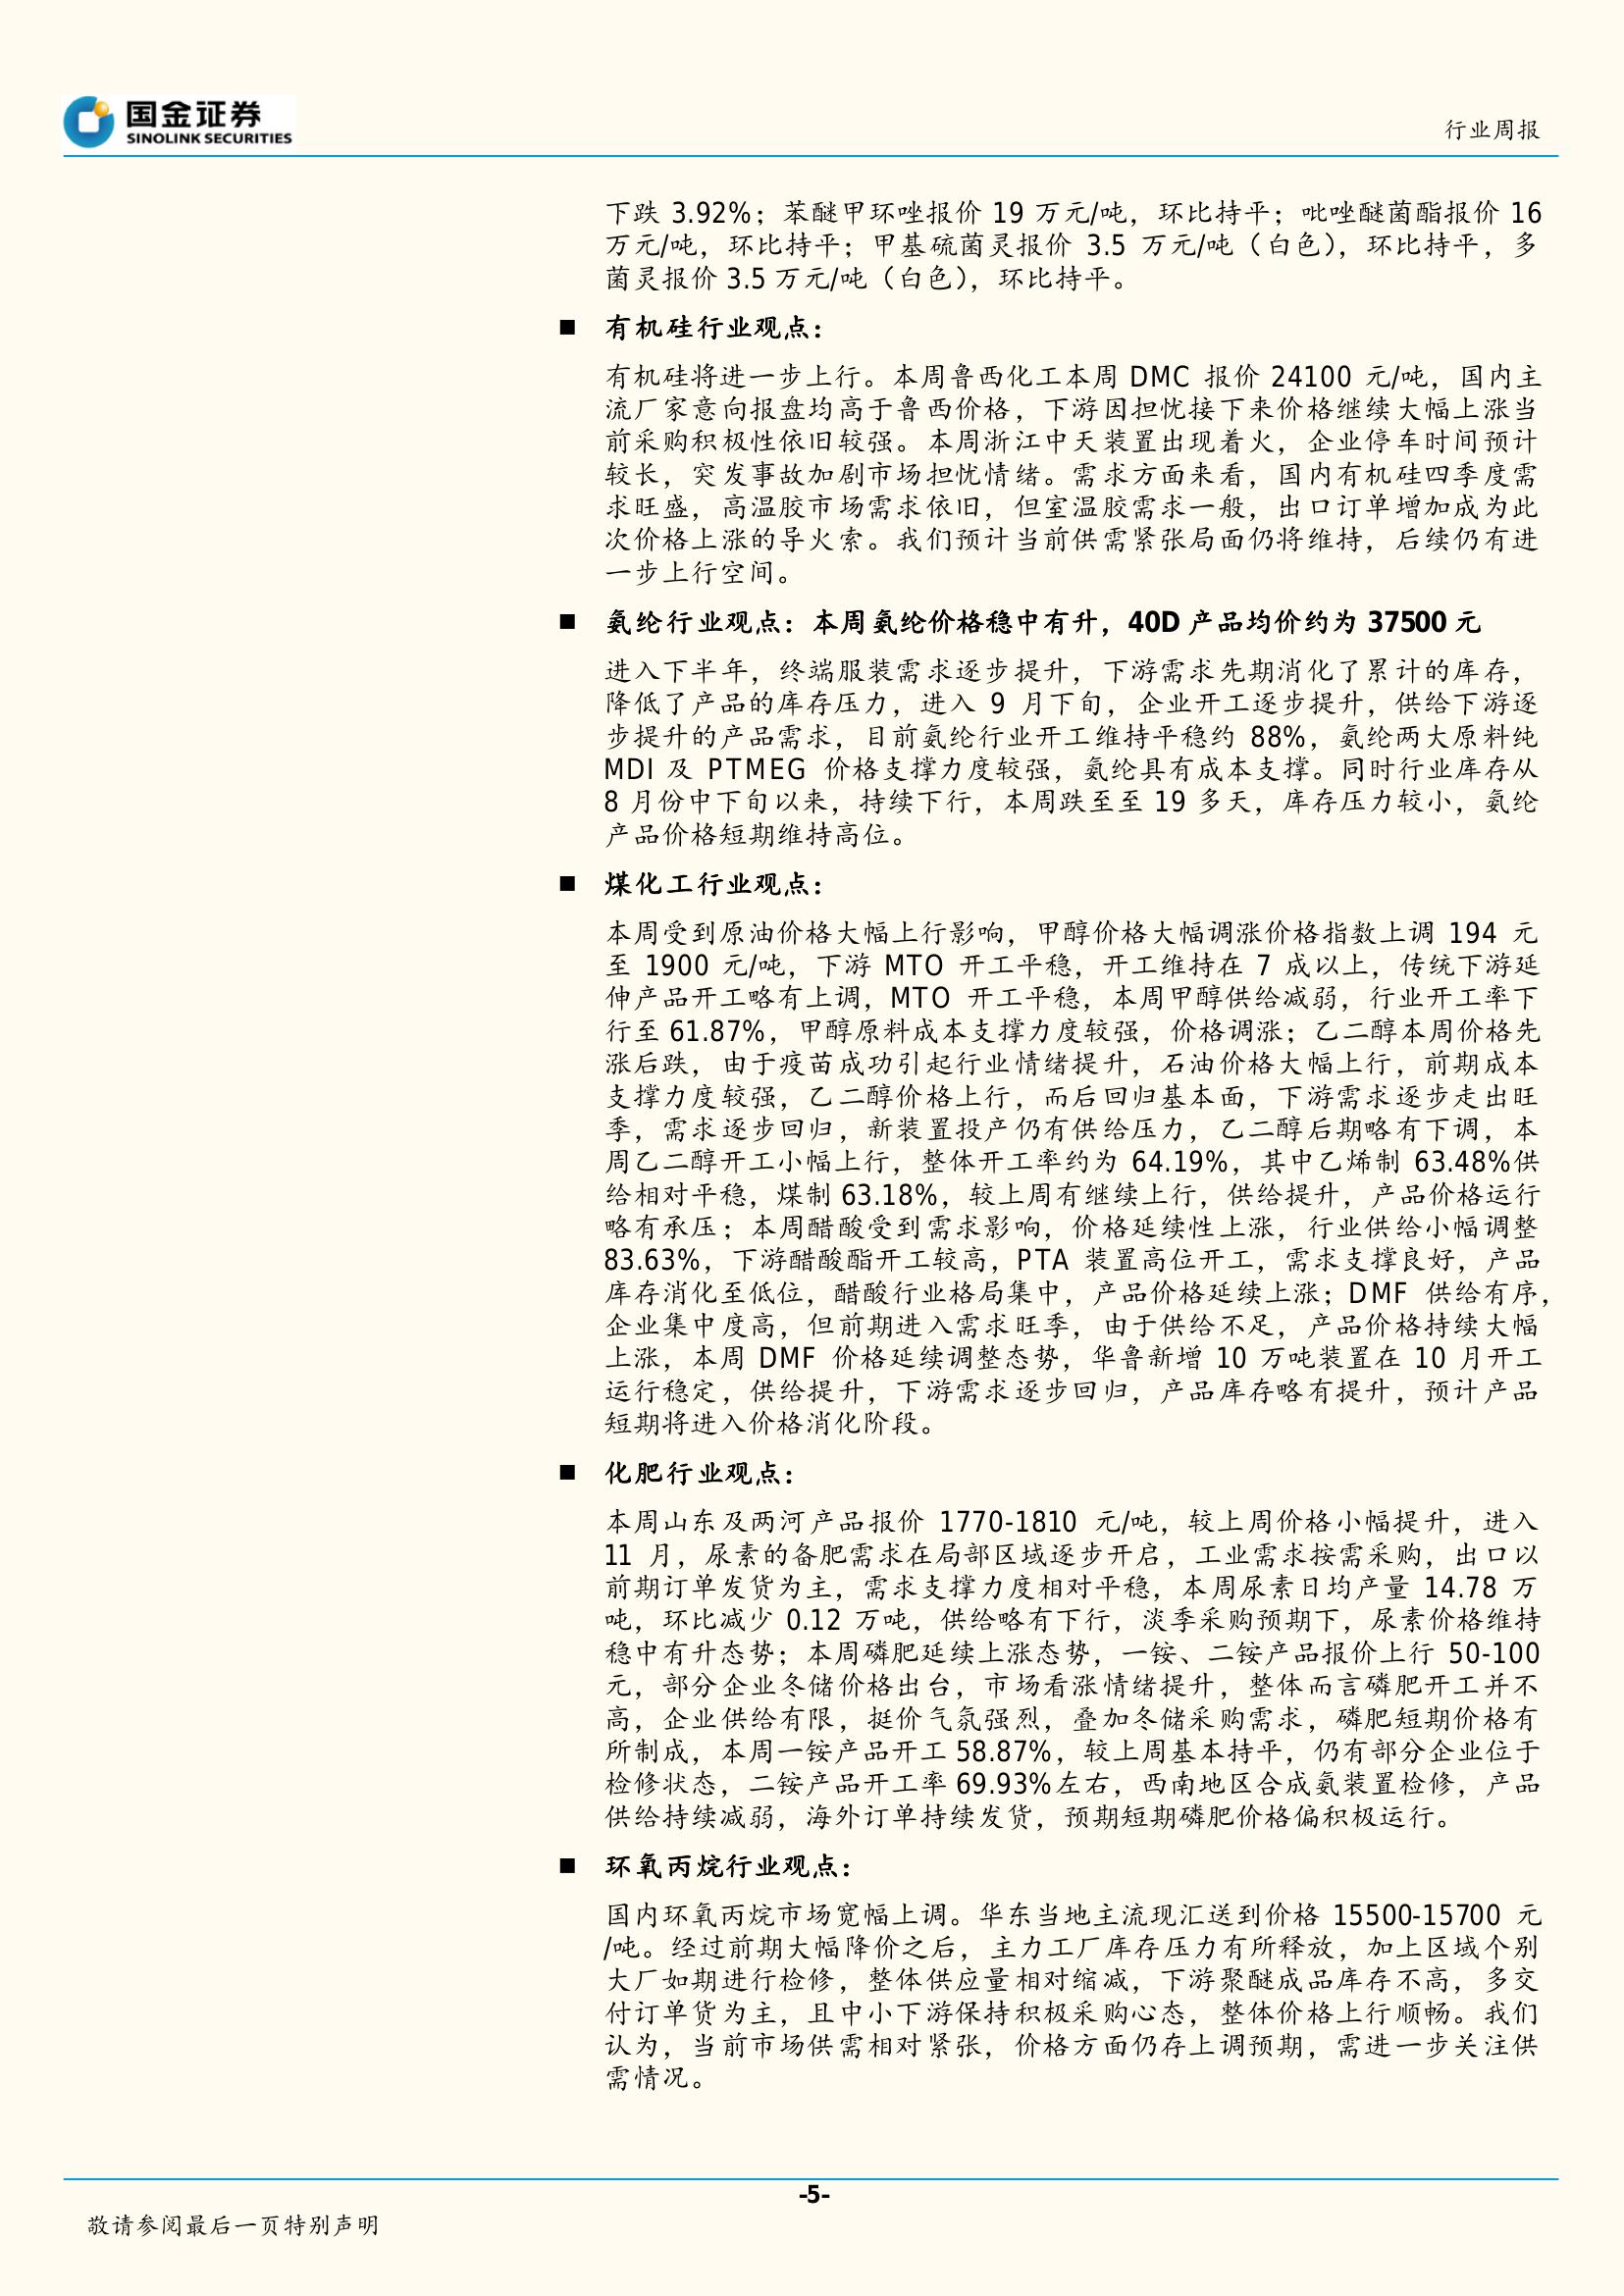 国金证券
SINOLINK SECURITIES
行业周报
下跌 3.92%；苯醚甲环唑报价 19 万元/吨，环比持平；吡唑醚菌酯报价 16
万元/吨，环比持平；甲基硫菌灵报价 3.5 万元/吨（白色），环比持平，多
菌灵报价 3.5 万元/吨（白色），环比持平。
■ 有机硅行业观点：
有机硅将进一步上行。本周鲁西化工本周 DMC 报价 24100 元/吨，国内主
流厂家意向报盘均高于鲁西价格，下游因担忧接下来价格继续大幅上涨当
前采购积极性依旧较强。本周浙江中天装置出现着火，企业停车时间预计
较长，突发事故加剧市场担忧情绪。需求方面来看，国内有机硅四季度需
求旺盛，高温胶市场需求依旧，但室温胶需求一般，出口订单增加成为此
次价格上涨的导火索。我们预计当前供需紧张局面仍将维持，后续仍有进
一步上行空间。
■ 氨纶行业观点：本周氨纶价格稳中有升，40D 产品均价约为 37500 元
进入下半年，终端服装需求逐步提升，下游需求先期消化了累计的库存，
降低了产品的库存压力，进入 9 月下旬，企业开工逐步提升，供给下游逐
步提升的产品需求，目前氨纶行业开工维持平稳约 88%，氨纶两大原料纯
MDI 及 PTMEG 价格支撑力度较强，氨纶具有成本支撑。同时行业库存从
8 月份中下旬以来，持续下行，本周跌至至 19 多天，库存压力较小，氨纶
产品价格短期维持高位。
■ 煤化工行业观点：
本周受到原油价格大幅上行影响，甲醇价格大幅调涨价格指数上调 194 元
至 1900 元/吨，下游 MTO 开工平稳，开工维持在 7 成以上，传统下游延
伸产品开工略有上调，MTO 开工平稳，本周甲醇供给减弱，行业开工率下
行至 61.87%，甲醇原料成本支撑力度较强，价格调涨；乙二醇本周价格先
涨后跌，由于疫苗成功引起行业情绪提升，石油价格大幅上行，前期成本
支撑力度较强，乙二醇价格上行，而后回归基本面，下游需求逐步走出旺
季，需求逐步回归，新装置投产仍有供给压力，乙二醇后期略有下调，本
周乙二醇开工小幅上行，整体开工率约为 64.19%，其中乙烯制 63.48%供
给相对平稳，煤制 63.18%，较上周有继续上行，供给提升，产品价格运行
略有承压；本周醋酸受到需求影响，价格延续性上涨，行业供给小幅调整
83.63%，下游醋酸酯开工较高，PTA 装置高位开工，需求支撑良好，产品
库存消化至低位，醋酸行业格局集中，产品价格延续上涨；DMF 供给有序，
企业集中度高，但前期进入需求旺季，由于供给不足，产品价格持续大幅
上涨，本周 DMF 价格延续调整态势，华鲁新增 10 万吨装置在 10 月开工
运行稳定，供给提升，下游需求逐步回归，产品库存略有提升，预计产品
短期将进入价格消化阶段。
■ 化肥行业观点：
本周山东及两河产品报价 1770-1810 元/吨，较上周价格小幅提升，进入
11 月，尿素的备肥需求在局部区域逐步开启，工业需求按需采购，出口以
前期订单发货为主，需求支撑力度相对平稳，本周尿素日均产量 14.78 万
吨，环比减少 0.12 万吨，供给略有下行，淡季采购预期下，尿素价格维持
稳中有升态势；本周磷肥延续上涨态势，一铵、二铵产品报价上行 50-100
元，部分企业冬储价格出台，市场看涨情绪提升，整体而言磷肥开工并不
高，企业供给有限，挺价气氛强烈，叠加冬储采购需求，磷肥短期价格有
所制成，本周一铵产品开工 58.87%，较上周基本持平，仍有部分企业位于
检修状态，二铵产品开工率 69.93%左右，西南地区合成氨装置检修，产品
供给持续减弱，海外订单持续发货，预期短期磷肥价格偏积极运行。
■ 环氧丙烷行业观点：
国内环氧丙烷市场宽幅上调。华东当地主流现汇送到价格 15500-15700 元
/吨。经过前期大幅降价之后，主力工厂库存压力有所释放，加上区域个别
大厂如期进行检修，整体供应量相对缩减，下游聚醚成品库存不高，多交
付订单货为主，且中小下游保持积极采购心态，整体价格上行顺畅。我们
认为，当前市场供需相对紧张，价格方面仍存上调预期，需进一步关注供
需情况。
-5-
敬请参阅最后一页特别声明